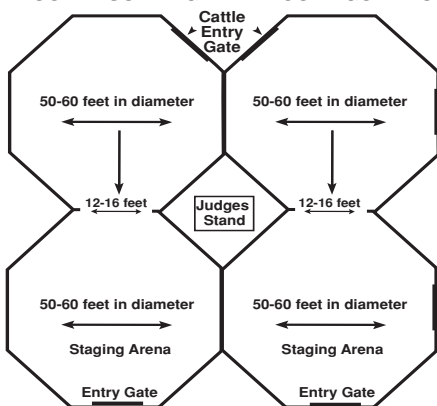 Cattle
Entry
Gate
50-60 feet in diameter
50-60 feet in diameter
12-16 feet
Judges
Stand
12-16 feet
50-60 feet in diameter
50-60 feet in diameter
Staging Arena
Staging Arena
Entry Gate
Entry Gate